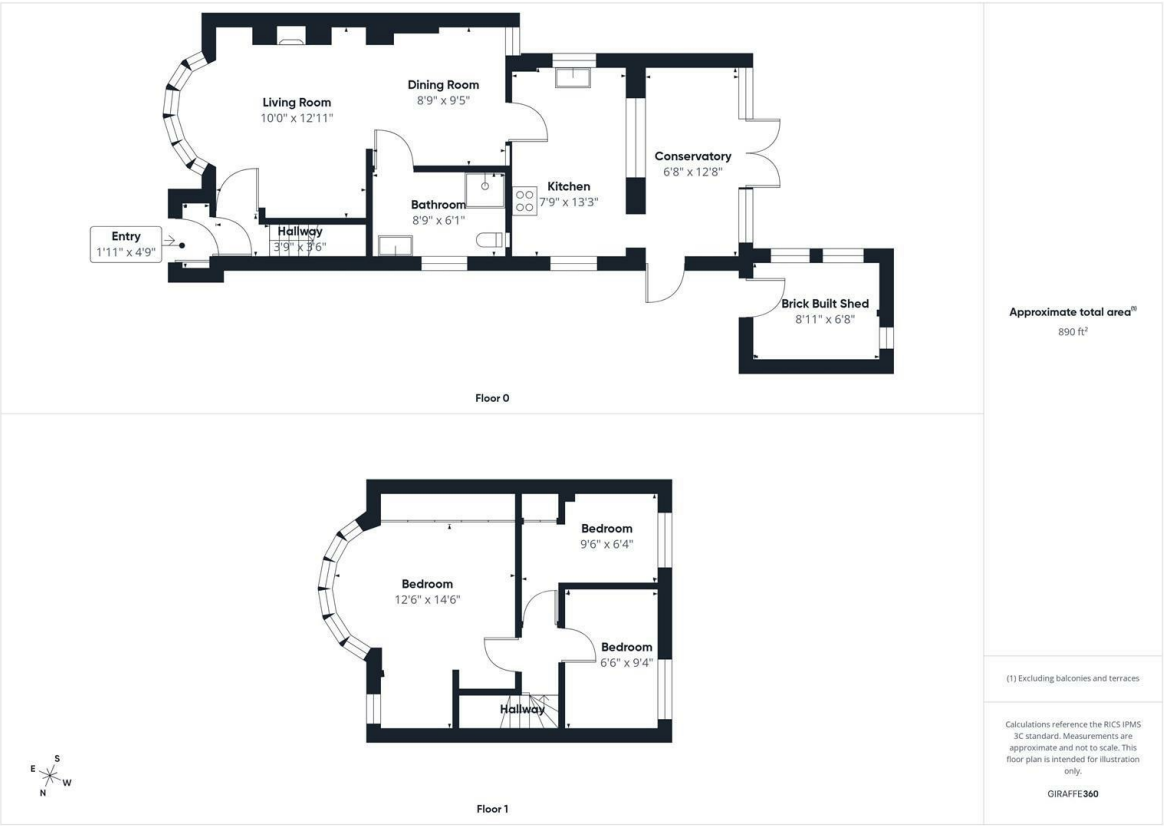 Living Room
10'0" x 12'11"
Dining Room
8'9" x 9'5"
Conservatory
6'8" x 12'8"
Kitchen
7'9" x 13'3"
Bathroom
8'9" x 6'1"
Hallway
3'9" x 3'6"
Entry
1'11" x 4'9"
Brick Built Shed
8'11" x 6'8"
Floor 0
Bedroom
9'6" x 6'4"
Bedroom
12'6" x 14'6"
Bedroom
6'6" x 9'4"
Hallway
Floor 1
S
E
W
N
Approximate total area(1)
890 ft²
(1) Excluding balconies and terraces
Calculations reference the RICS IPMS
3C standard. Measurements are
approximate and not to scale. This
floor plan is intended for illustration
only.
GIRAFFE360